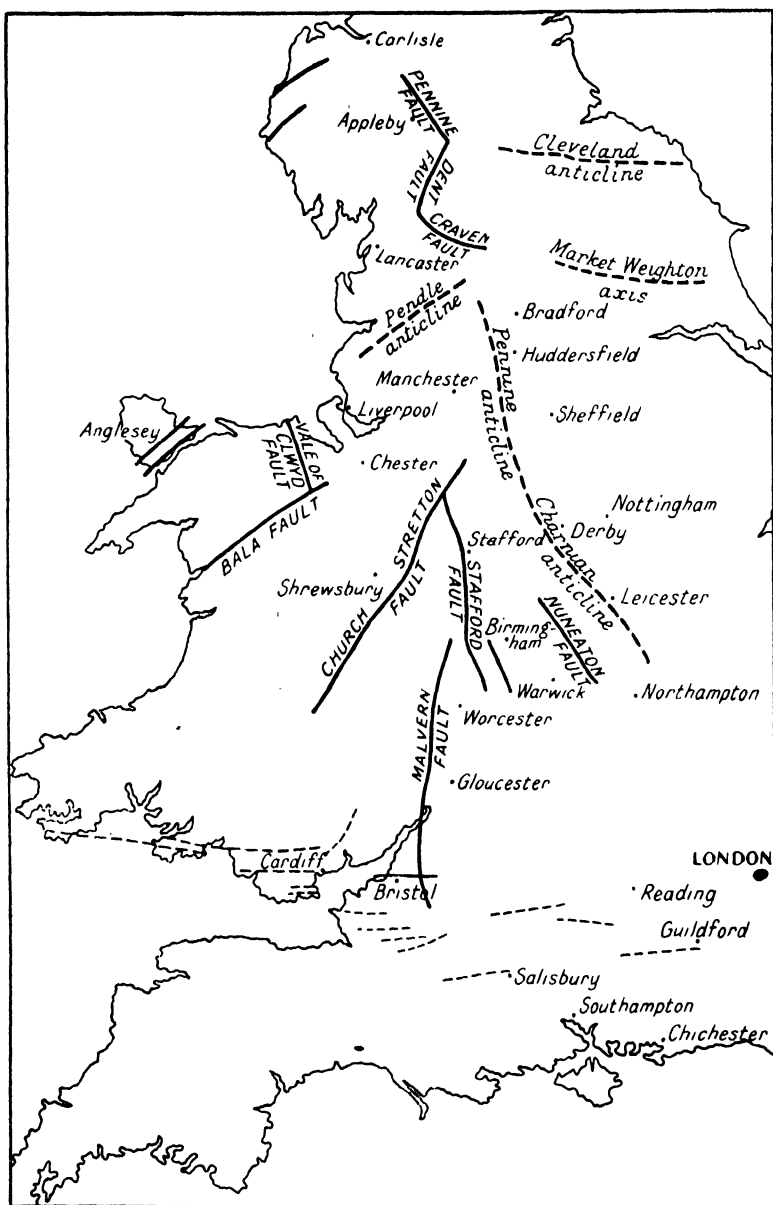 Carlisle
PENNINE
FAULT
Appleby
DENT
FAULT
Cleveland
anticline
CRAVEN
FAULT
Lancaster
Market Weighton
axis
Pendle
anticline
Bradford
Pennine
anticline
Huddersfield
Manchester
Liverpool
Sheffield
Anglesey
VALE OF
CLWYD
FAULT
Chester
BALA FAULT
Nottingham
Derby
Charnian
anticline
CHURCH STRETTON
FAULT
Stafford
STAFFORD
FAULT
Shrewsbury
Leicester
Birming-
ham
NUNEATON
FAULT
Warwick
Northampton
Worcester
MALVERN
FAULT
Gloucester
Cardiff
LONDON
Bristol
Reading
Guildford
Salisbury
Southampton
Chichester